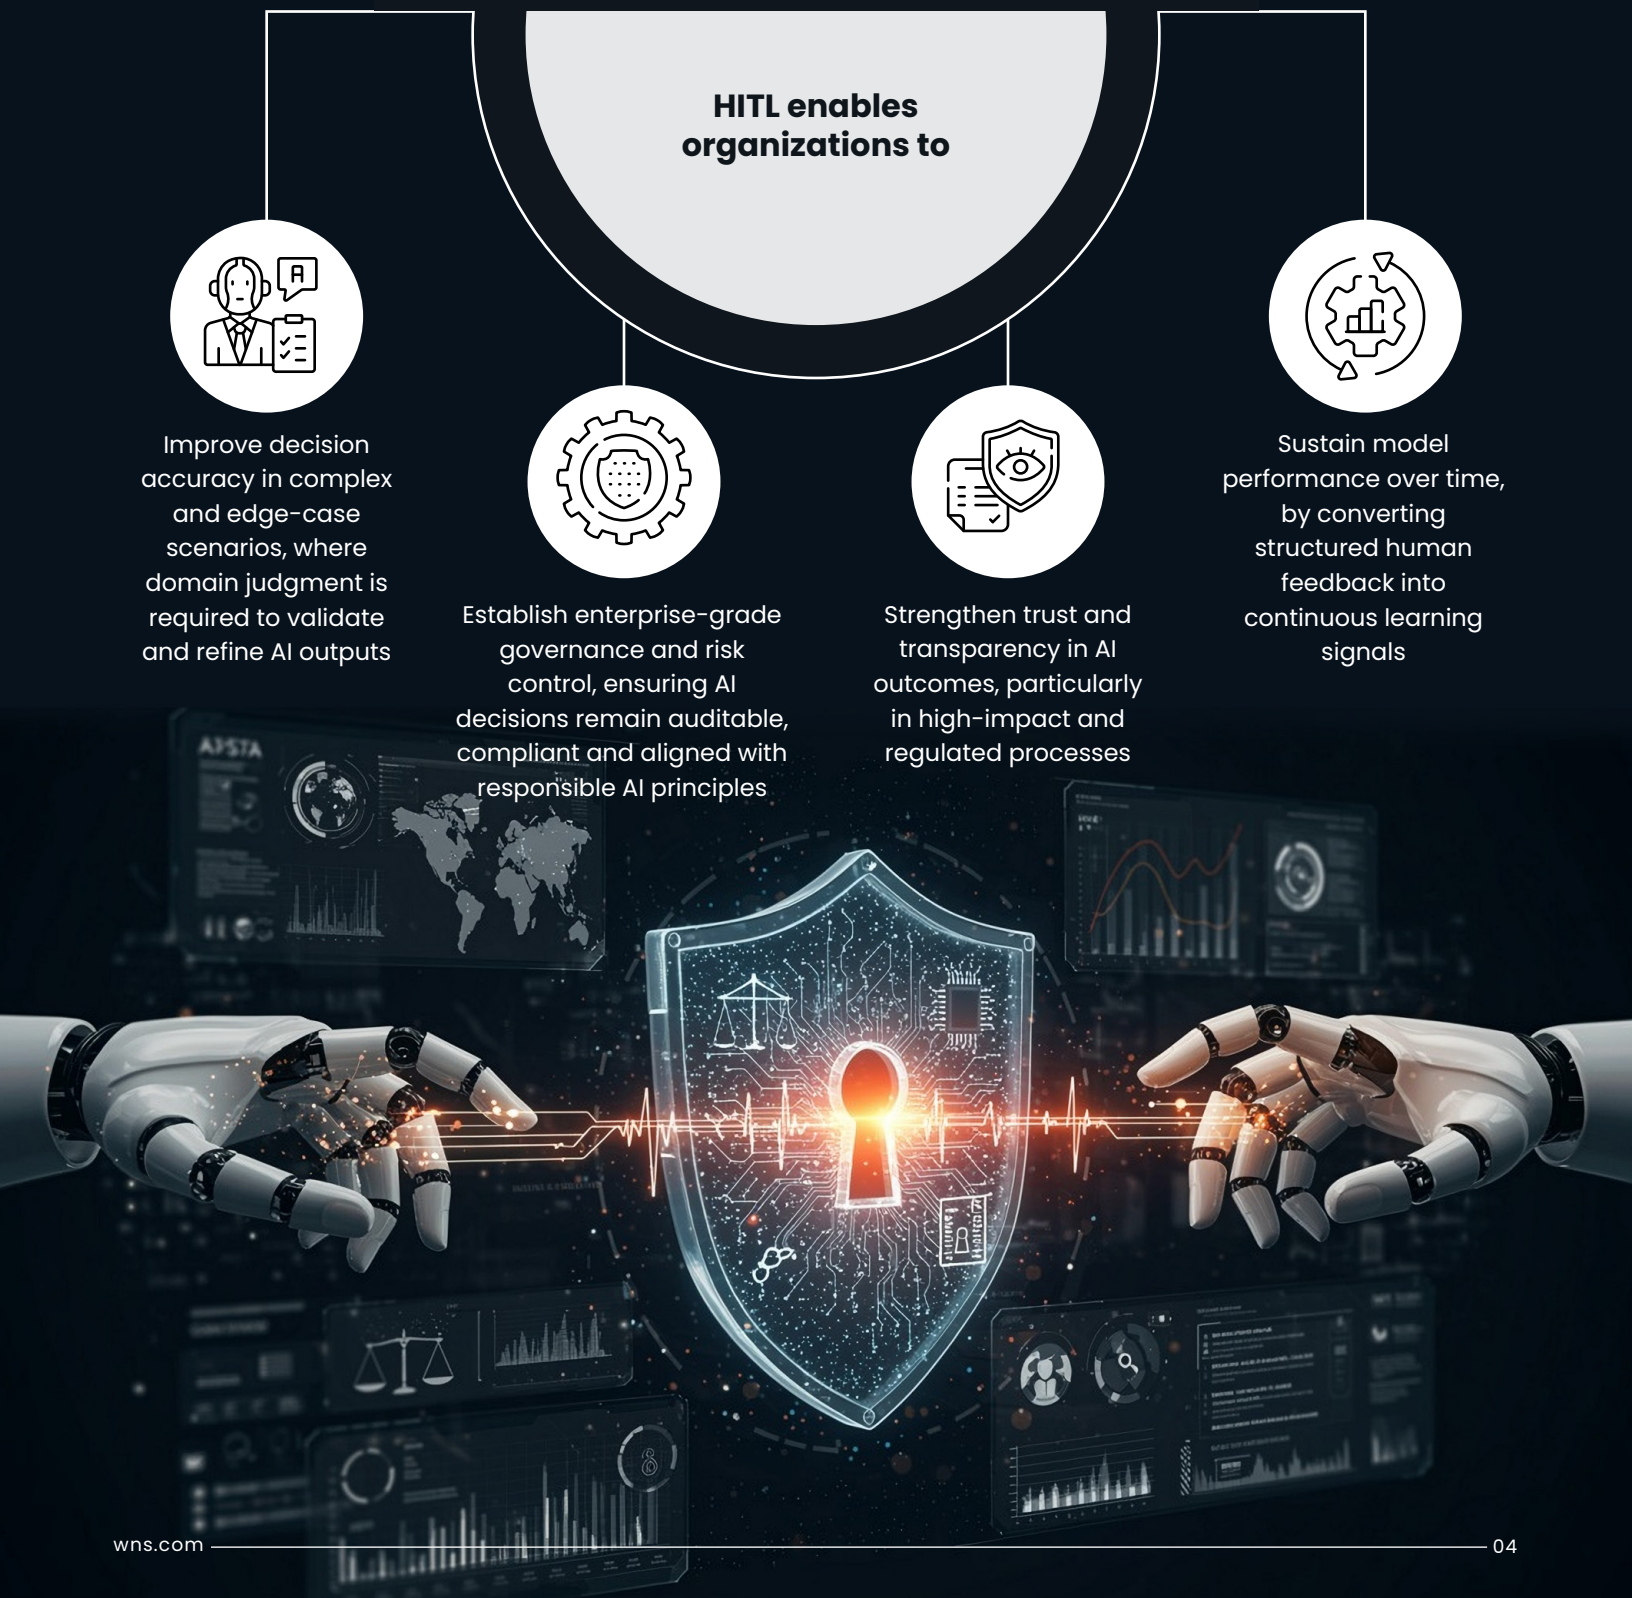 HITL enables
organizations to
A
Improve decision
accuracy in complex
and edge-case
scenarios, where
domain judgment is
required to validate
and refine AI outputs
Establish enterprise-grade
governance and risk
control, ensuring AI
decisions remain auditable,
compliant and aligned with
responsible AI principles
Strengthen trust and
transparency in AI
outcomes, particularly
in high-impact and
regulated processes
Sustain model
performance over time,
by converting
structured human
feedback into
continuous learning
signals
wns.com
04